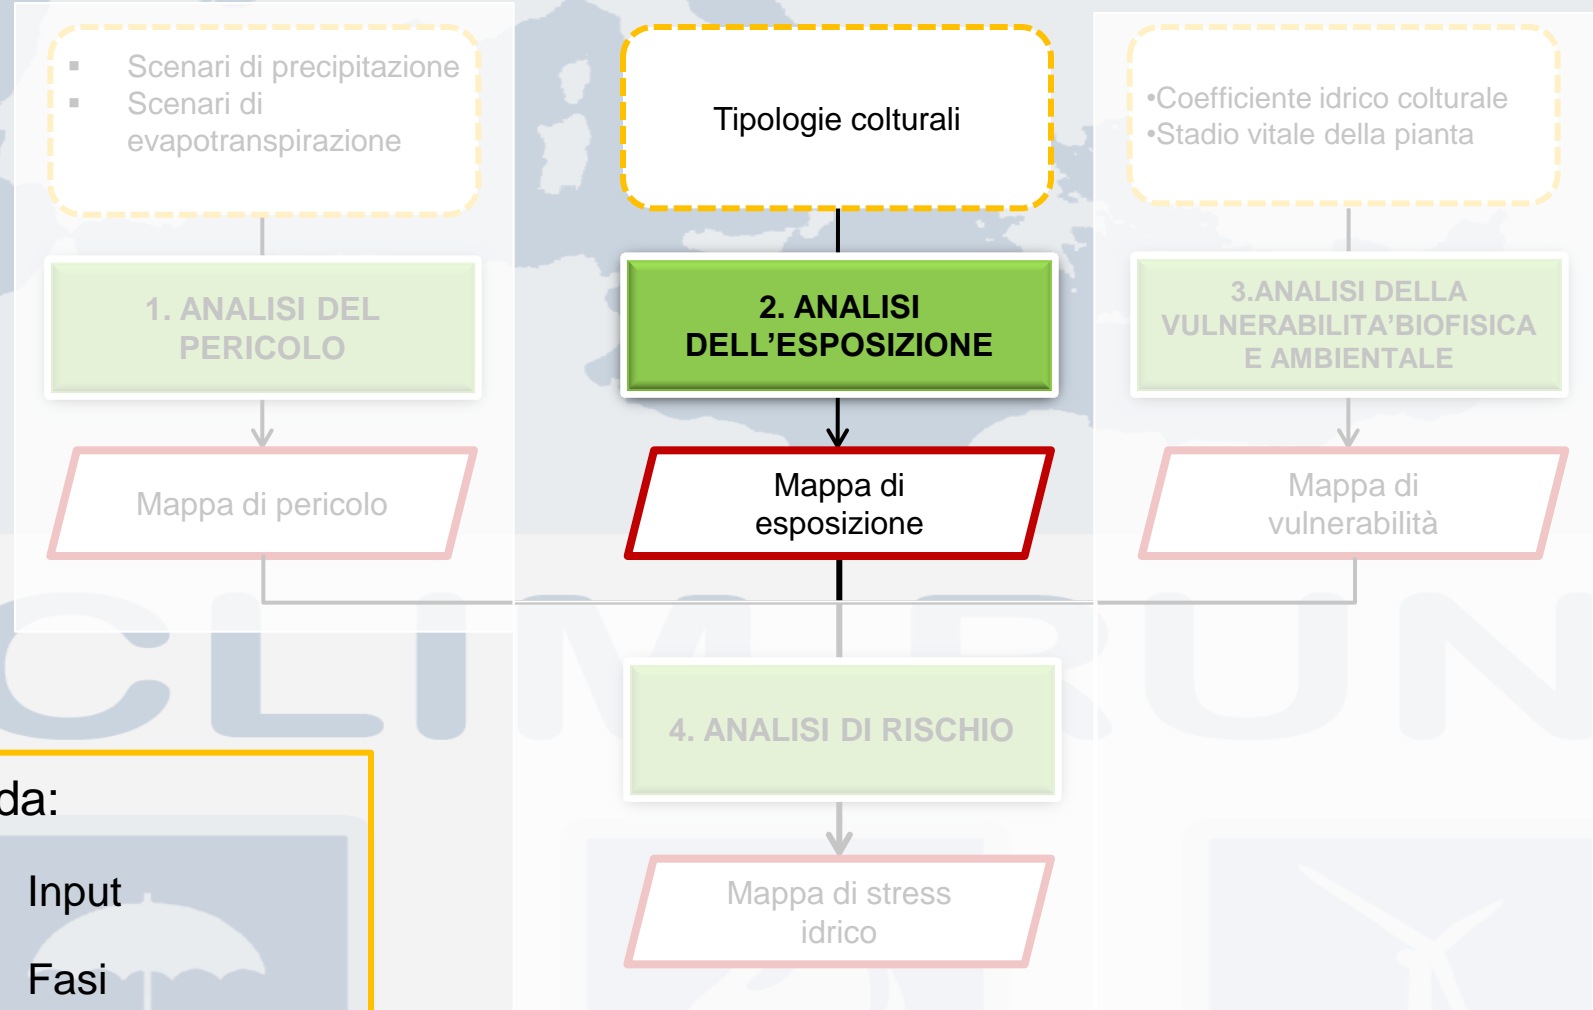 ▪ Scenari di precipitazione
▪ Scenari di
evapotranspirazione
Tipologie colturali
•Coefficiente idrico colturale
•Stadio vitale della pianta
1. ANALISI DEL
PERICOLO
2. ANALISI
DELL’ESPOSIZIONE
3.ANALISI DELLA
VULNERABILITA’BIOFISICA
E AMBIENTALE
Mappa di pericolo
Mappa di
esposizione
Mappa di
vulnerabilità
CLIM RUN
4. ANALISI DI RISCHIO
Mappa di stress
idrico
da:
Input
Fasi